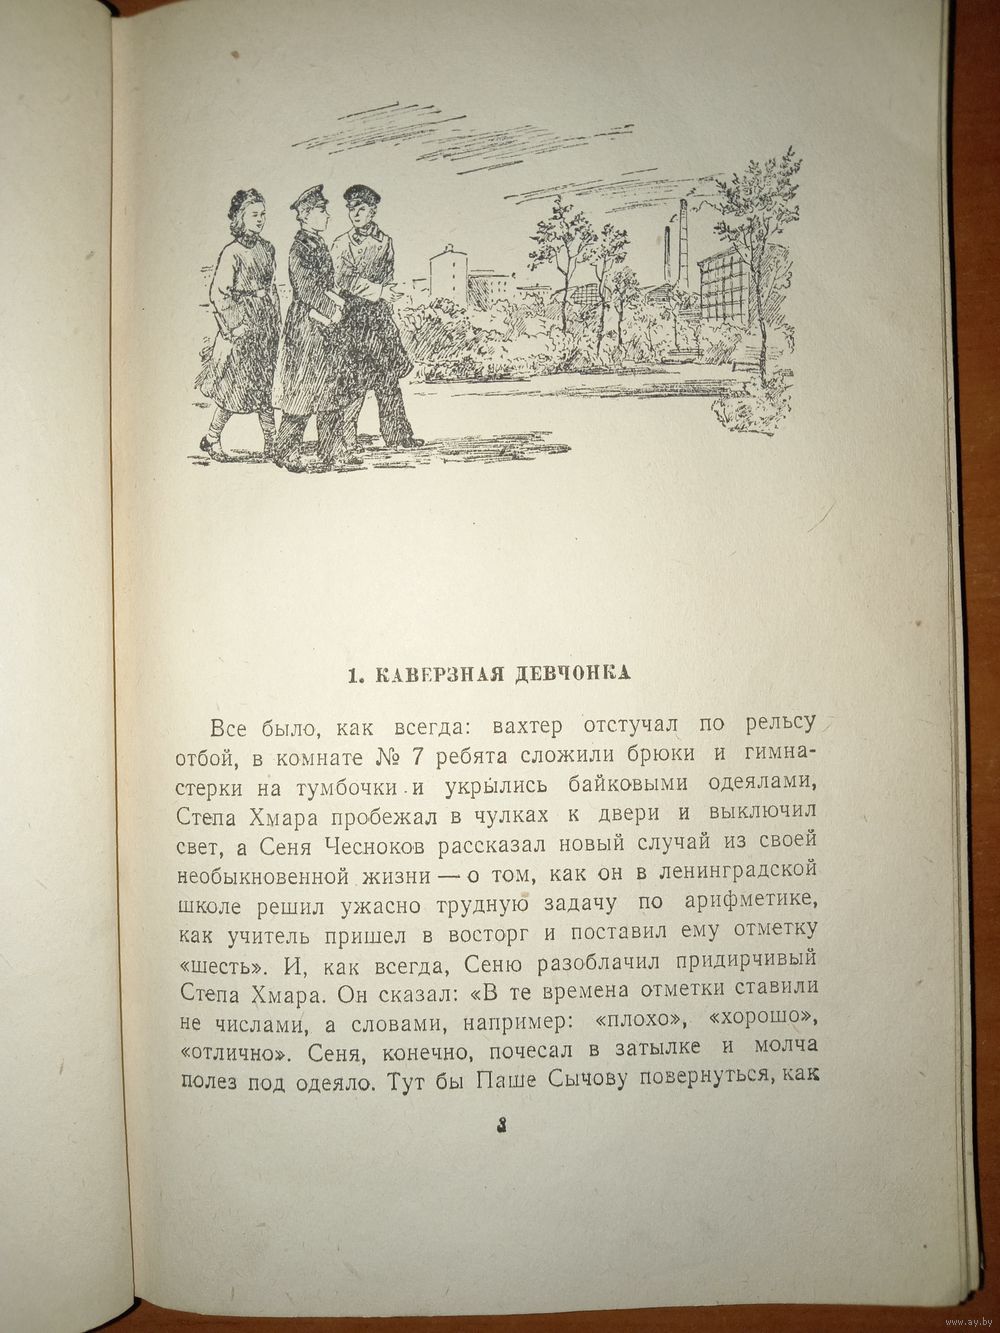 1. КАВЕРЗНАЯ ДЕВЧОНКА
Все было, как всегда: вахтер отстучал по рельсу
отбой, в комнате № 7 ребята сложили брюки и гимна-
стерки на тумбочки и укрылись байковыми одеялами,
Степа Хмара пробежал в чулках к двери и выключил
свет, а Сеня Чесноков рассказал новый случай из своей
необыкновенной жизни — о том, как он в ленинградской
школе решил ужасно трудную задачу по арифметике,
как учитель пришел в восторг и поставил ему отметку
«шесть». И, как всегда, Сеню разоблачил придирчивый
Степа Хмара. Он сказал: «В те времена отметки ставили
не числами, а словами, например: «плохо», «хорошо»,
«отлично». Сеня, конечно, почесал в затылке и молча
полез под одеяло. Тут бы Паше Сычову повернуться, как
3
www.ay.by